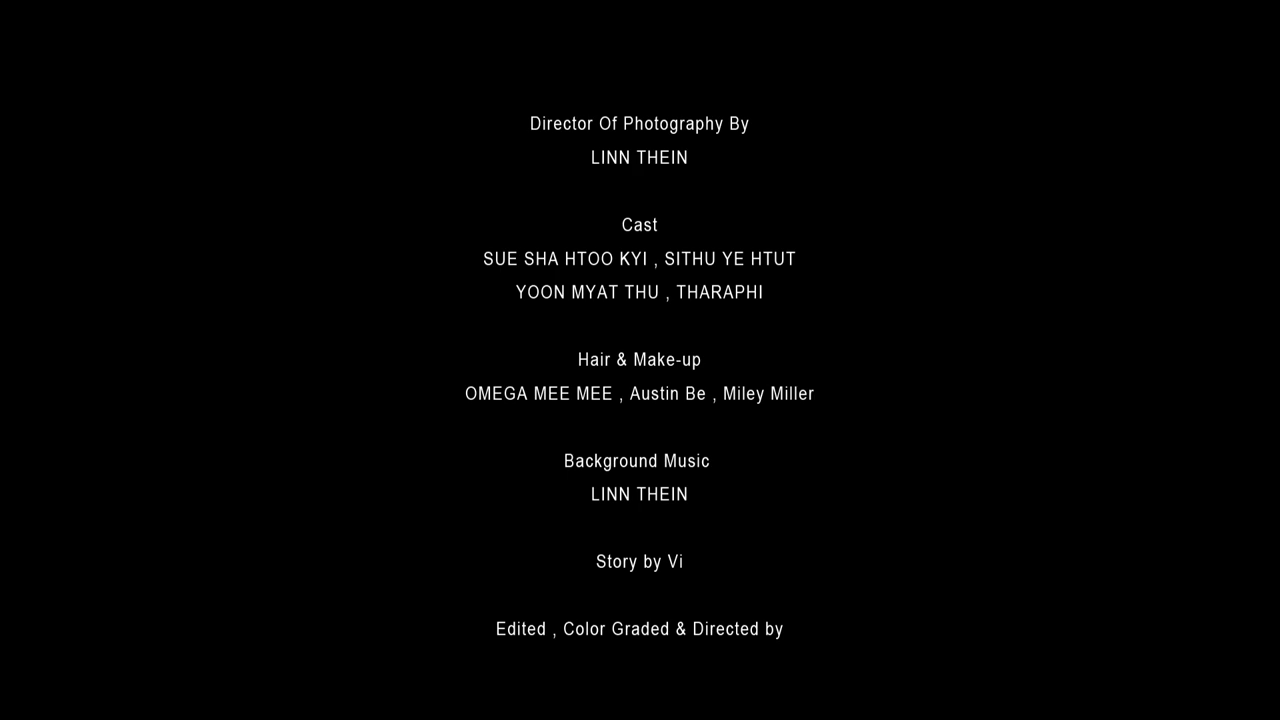 Director Of Photography By
LINN THEIN
Cast
SUE SHA HTOO KYI , SITHU YE HTUT
YOON MYAT THU , THARAPHI
Hair & Make-up
OMEGA MEE MEE , Austin Be , Miley Miller
Background Music
LINN THEIN
Story by Vi
Edited , Color Graded & Directed by